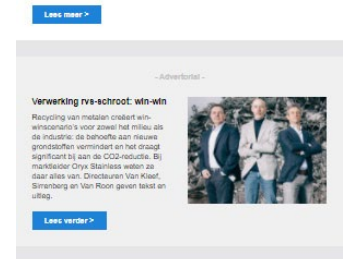 Lees meer >
- Advertorial -
Verwerking rvs-schroot: win-win
Recycling van metalen creëert win-
winscenario's voor zowel het milieu als
de industrie: de behoefte aan nieuwe
grondstoffen vermindert en het draagt
significant bij aan de CO2-reductie. Bij
marktleider Oryx Stainless weten ze
daar alles van. Directeuren Van Kleef,
Sirrenberg en Van Roon geven tekst en
uitleg.
Lees verder >